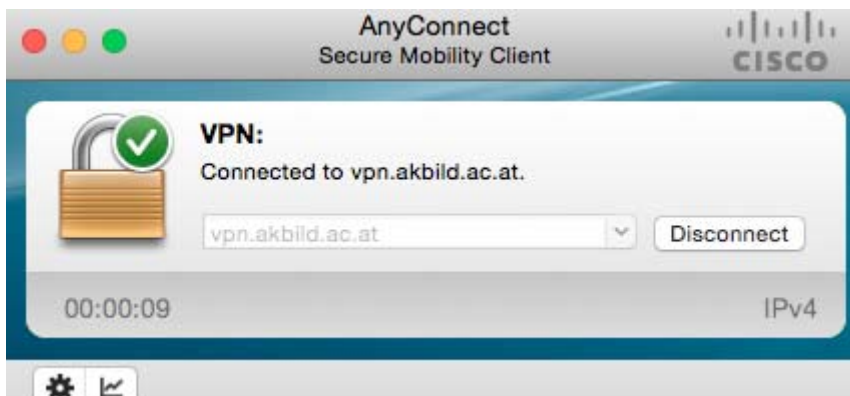 AnyConnect
Secure Mobility Client
CISCO
VPN:
Connected to vpn.akbild.ac.at.
vpn.akbild.ac.at
Disconnect
00:00:09
IPv4